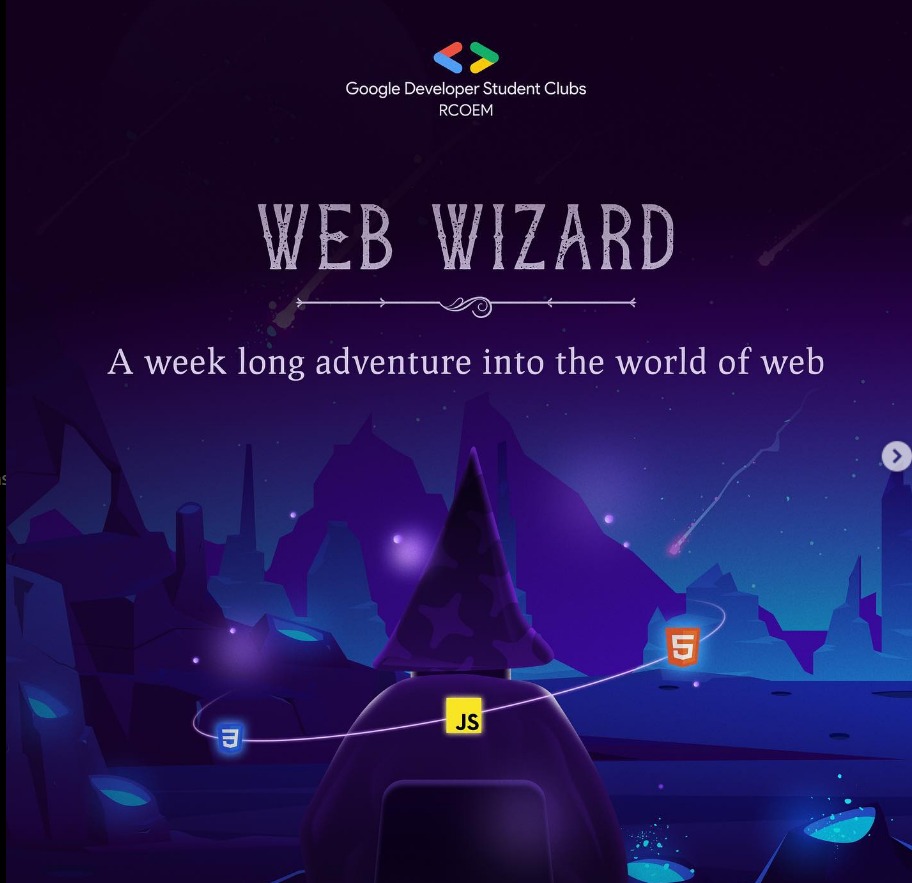 Google Developer Student Clubs
RCOEM
WEB WIZARD
A week long adventure into the world of web
5
JS
3